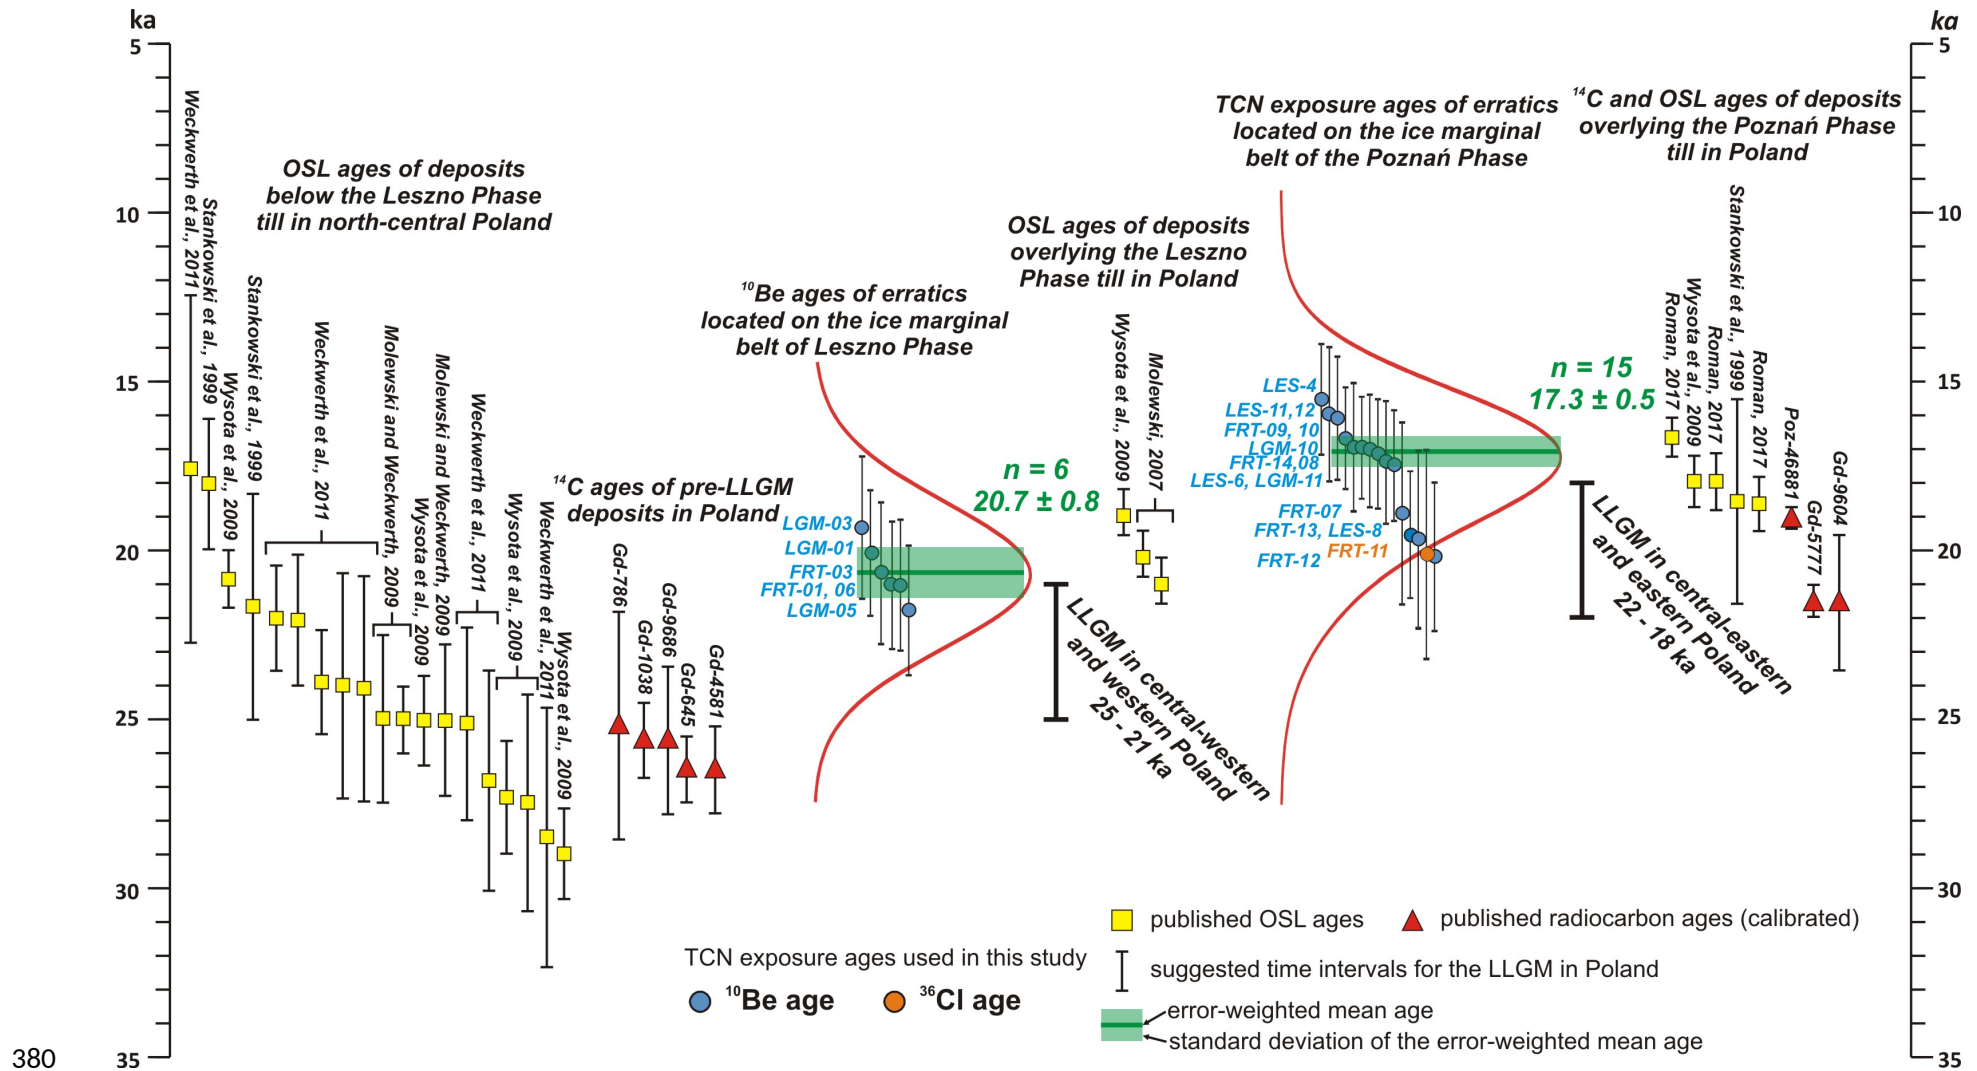 ka
5
10
15
20
25
30
35
Weckwerth et al., 2011
Stankowski et al., 1999
Wysota et al., 2009
Stankowski et al., 1999
OSL ages of deposits
below the Leszno Phase
till in north-central Poland
Weckwerth et al., 2011
Molewski and Weckwerth, 2009
Wysota et al., 2009
Molewski and Weckwerth, 2009
Weckwerth et al., 2011
Wysota et al., 2009
Weckwerth et al., 2011
Wysota et al., 2009
14C ages of pre-LLGM
deposits in Poland
Gd-786
Gd-1038
Gd-9686
Gd-645
Gd-4581
10Be ages of erratics
located on the ice marginal
belt of Leszno Phase
LGM-03
LGM-01
FRT-03
FRT-01, 06
LGM-05
n = 6
20.7 ± 0.8
OSL ages of deposits
overlying the Leszno
Phase till in Poland
Wysota et al., 2009
Molewski, 2007
LLGM in central-western
and western Poland
25 - 21 ka
TCN exposure ages of erratics
located on the ice marginal
belt of the Poznań Phase
LES-4
LES-11,12
FRT-09, 10
LGM-10
FRT-14,08
LES-6, LGM-11
FRT-07
FRT-13, LES-8
FRT-11
FRT-12
n = 15
17.3 ± 0.5
LLGM in central-eastern
and eastern Poland
22 - 18 ka
14C and OSL ages of deposits
overlying the Poznań Phase
till in Poland
Roman, 2017
Wysota et al., 2009
Roman, 2017
Stankowski et al., 1999
Roman, 2017
Poz-46881
Gd-5777
Gd-9604
ka
5
10
15
20
25
30
35
TCN exposure ages used in this study
10Be age
36Cl age
published OSL ages
published radiocarbon ages (calibrated)
suggested time intervals for the LLGM in Poland
error-weighted mean age
standard deviation of the error-weighted mean age
380